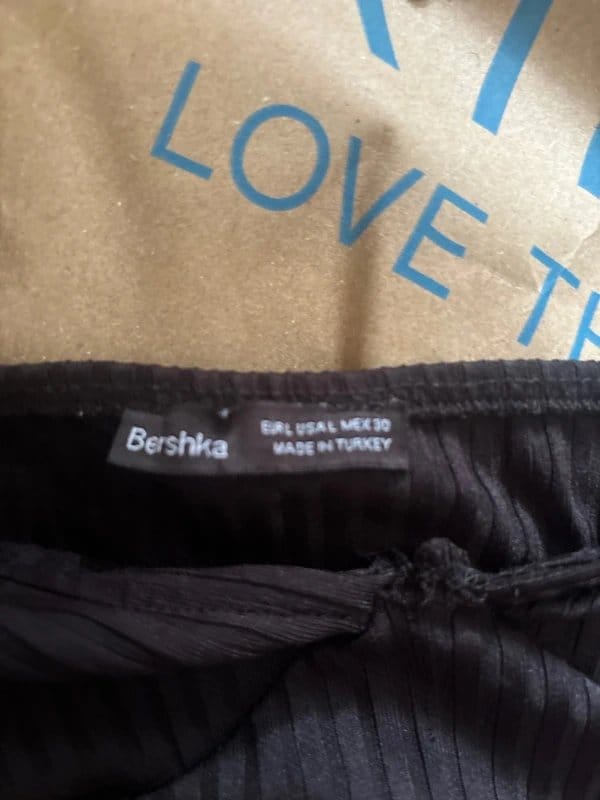 LOVE TH
Bershka
EUR L USA L MEX 30
MADE IN TURKEY